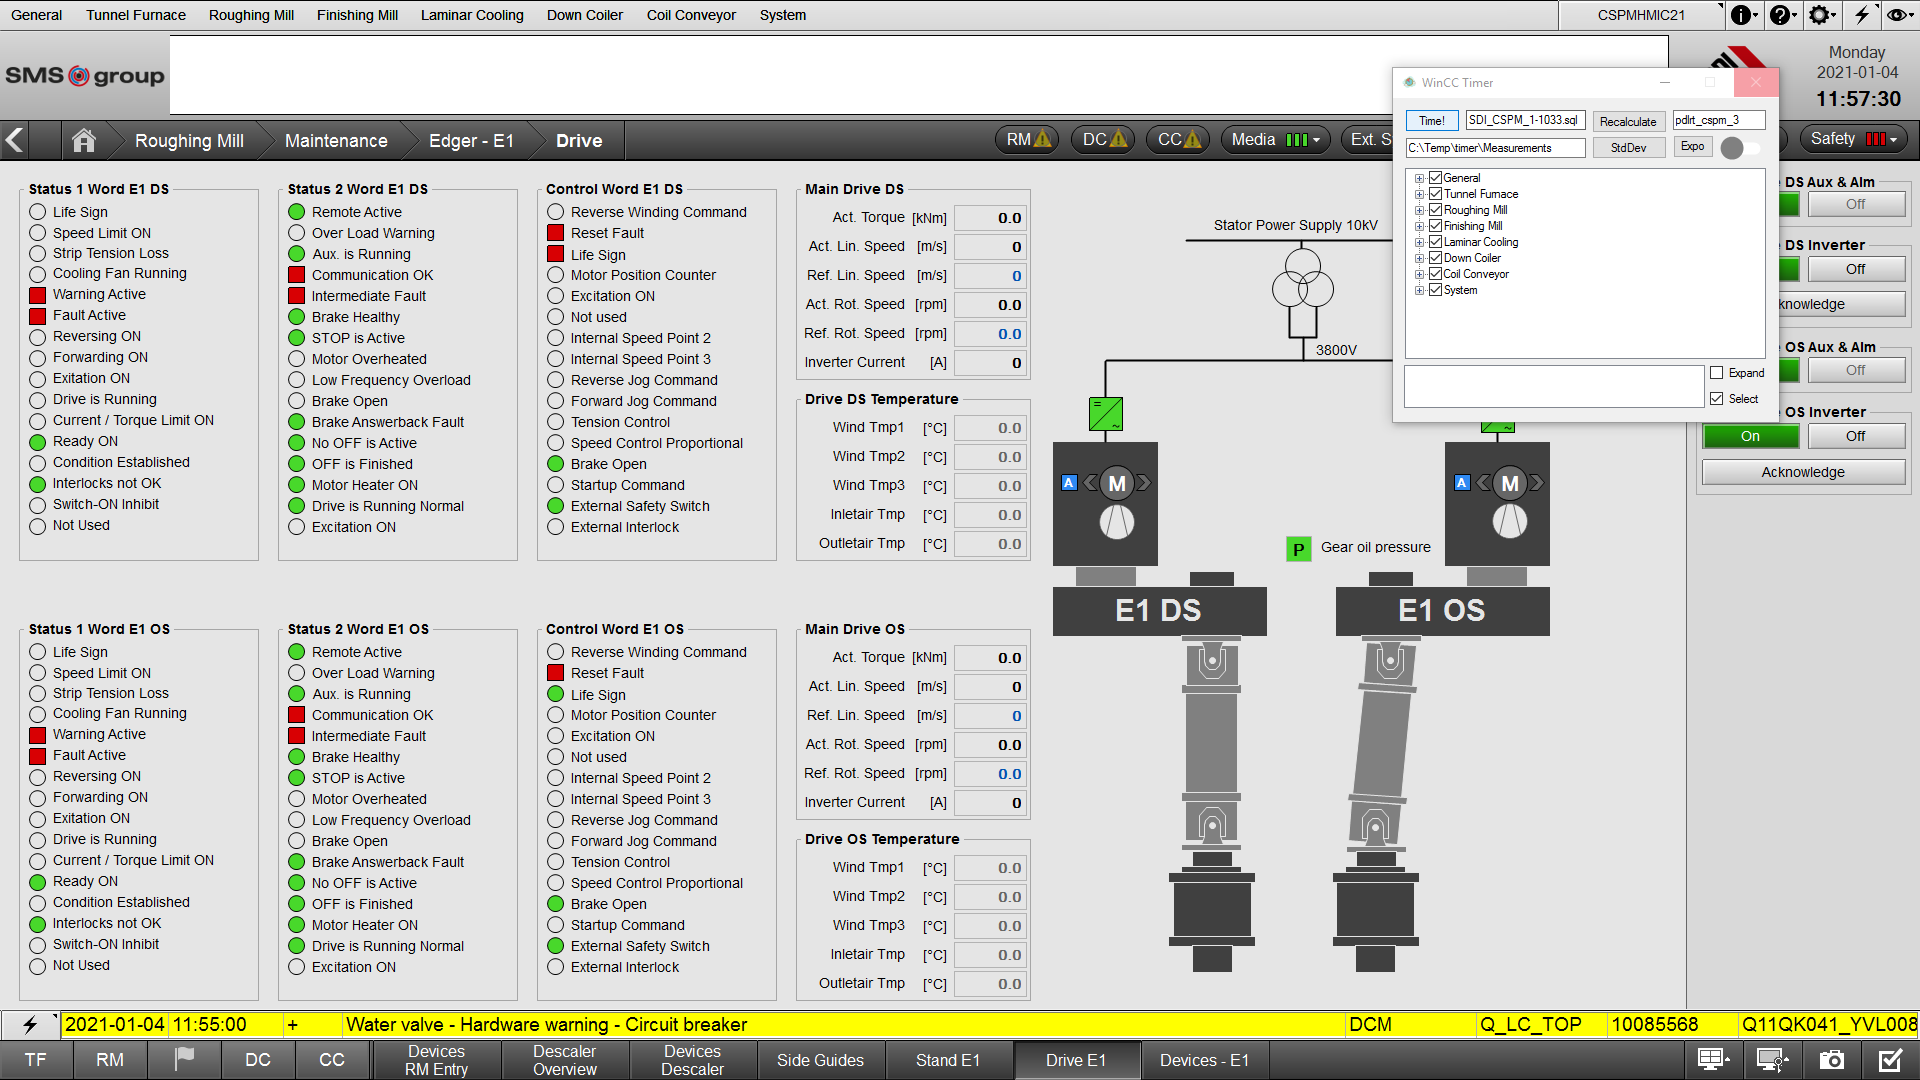 General Tunnel Furnace Roughing Mill Finishing Mill Laminar Cooling Down Coiler Coil Conveyor System CSPMHMIC21
SMS group
Monday
2021-01-04
11:57:30
Roughing Mill Maintenance Edger - E1 Drive RM DC CC Media Ext. S Safety
WinCC Timer
Time! SDI_CSPM_1-1033.sql Recalculate pdlrt_cspm_3
C:\Temp\timer\Measurements StdDev Expo
General
Tunnel Furnace
Roughing Mill
Finishing Mill
Laminar Cooling
Down Coiler
Coil Conveyor
System
Expand
Select
Status 1 Word E1 DS
Life Sign
Speed Limit ON
Strip Tension Loss
Cooling Fan Running
Warning Active
Fault Active
Reversing ON
Forwarding ON
Exitation ON
Drive is Running
Current / Torque Limit ON
Ready ON
Condition Established
Interlocks not OK
Switch-ON Inhibit
Not Used
Status 2 Word E1 DS
Remote Active
Over Load Warning
Aux. is Running
Communication OK
Intermediate Fault
Brake Healthy
STOP is Active
Motor Overheated
Low Frequency Overload
Brake Open
Brake Answerback Fault
No OFF is Active
OFF is Finished
Motor Heater ON
Drive is Running Normal
Excitation ON
Control Word E1 DS
Reverse Winding Command
Reset Fault
Life Sign
Motor Position Counter
Excitation ON
Not used
Internal Speed Point 2
Internal Speed Point 3
Reverse Jog Command
Forward Jog Command
Tension Control
Speed Control Proportional
Brake Open
Startup Command
External Safety Switch
External Interlock
Main Drive DS
Act. Torque [kNm] 0.0
Act. Lin. Speed [m/s] 0
Ref. Lin. Speed [m/s] 0
Act. Rot. Speed [rpm] 0.0
Ref. Rot. Speed [rpm] 0.0
Inverter Current [A] 0
Drive DS Temperature
Wind Tmp1 [°C] 0.0
Wind Tmp2 [°C] 0.0
Wind Tmp3 [°C] 0.0
Inletair Tmp [°C] 0.0
Outletair Tmp [°C] 0.0
Stator Power Supply 10kV
3800V
A M
A M
P Gear oil pressure
E1 DS E1 OS
DS Aux & Alm
Off
DS Inverter
Off
knowledge
OS Aux & Alm
Off
OS Inverter
On Off
Acknowledge
Status 1 Word E1 OS
Life Sign
Speed Limit ON
Strip Tension Loss
Cooling Fan Running
Warning Active
Fault Active
Reversing ON
Forwarding ON
Exitation ON
Drive is Running
Current / Torque Limit ON
Ready ON
Condition Established
Interlocks not OK
Switch-ON Inhibit
Not Used
Status 2 Word E1 OS
Remote Active
Over Load Warning
Aux. is Running
Communication OK
Intermediate Fault
Brake Healthy
STOP is Active
Motor Overheated
Low Frequency Overload
Brake Open
Brake Answerback Fault
No OFF is Active
OFF is Finished
Motor Heater ON
Drive is Running Normal
Excitation ON
Control Word E1 OS
Reverse Winding Command
Reset Fault
Life Sign
Motor Position Counter
Excitation ON
Not used
Internal Speed Point 2
Internal Speed Point 3
Reverse Jog Command
Forward Jog Command
Tension Control
Speed Control Proportional
Brake Open
Startup Command
External Safety Switch
External Interlock
Main Drive OS
Act. Torque [kNm] 0.0
Act. Lin. Speed [m/s] 0
Ref. Lin. Speed [m/s] 0
Act. Rot. Speed [rpm] 0.0
Ref. Rot. Speed [rpm] 0.0
Inverter Current [A] 0
Drive OS Temperature
Wind Tmp1 [°C] 0.0
Wind Tmp2 [°C] 0.0
Wind Tmp3 [°C] 0.0
Inletair Tmp [°C] 0.0
Outletair Tmp [°C] 0.0
2021-01-04 11:55:00 + Water valve - Hardware warning - Circuit breaker DCM Q_LC_TOP 10085568 Q11QK041_YVL008
TF RM DC CC
Devices
RM Entry
Descaler
Overview
Devices
Descaler
Side Guides
Stand E1
Drive E1
Devices - E1